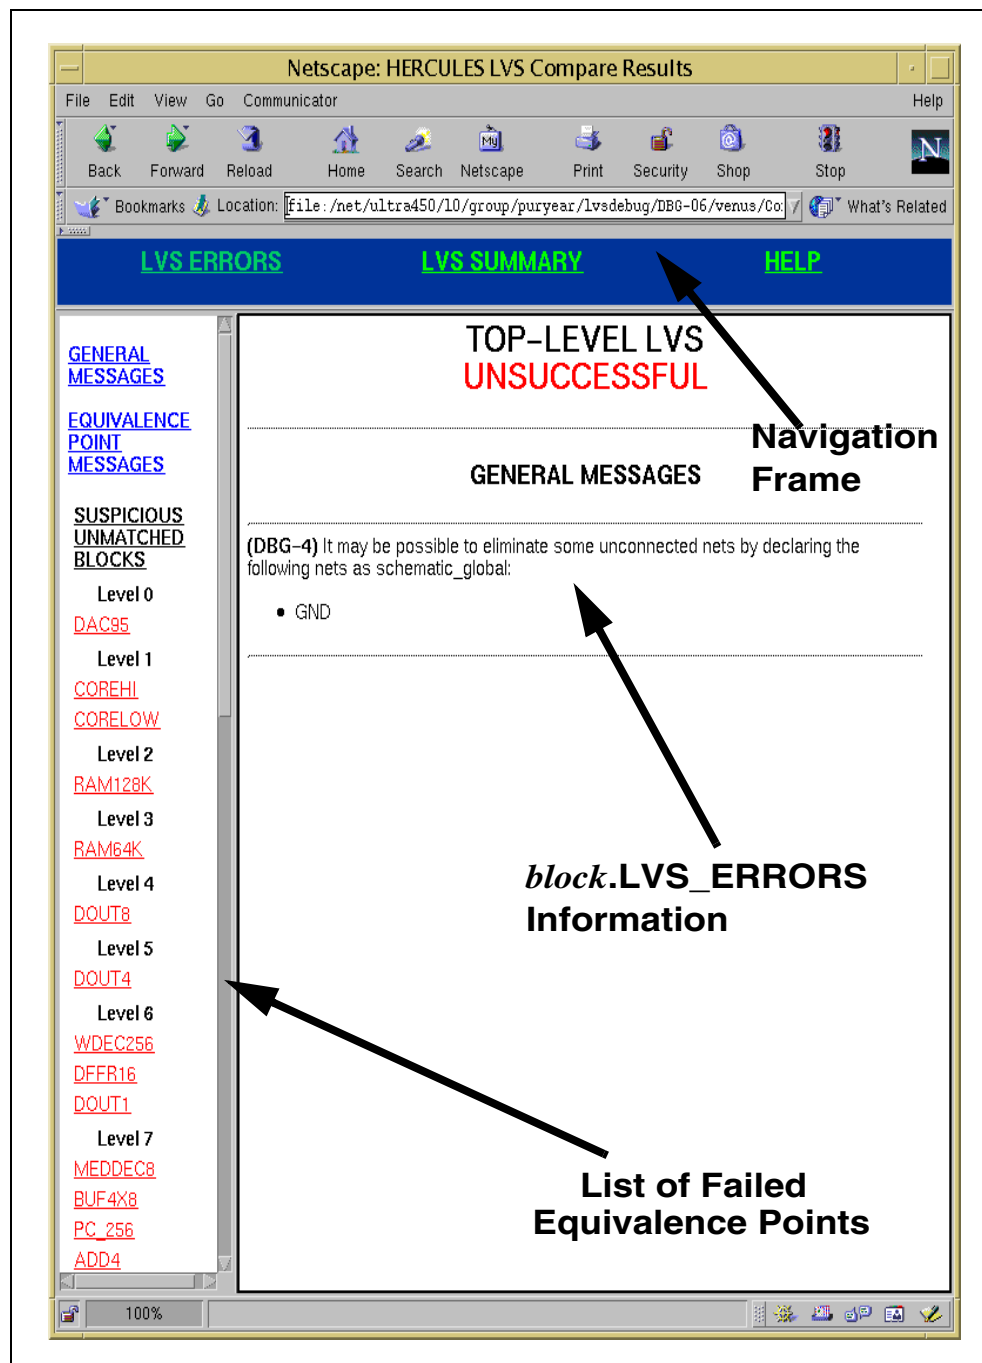 Netscape: HERCULES LVS Compare Results
File Edit View Go Communicator Help
Back Forward Reload Home Search Netscape Print Security Shop Stop
My
N
Bookmarks Location: file:/net/ultra450/10/group/puryear/lvsdebug/DBG-06/venus/Co What's Related
LVS ERRORS LVS SUMMARY HELP
GENERAL
MESSAGES
EQUIVALENCE
POINT
MESSAGES
SUSPICIOUS
UNMATCHED
BLOCKS
Level 0
DAC95
Level 1
COREHI
CORELOW
Level 2
RAM128K
Level 3
RAM64K
Level 4
DOUT8
Level 5
DOUT4
Level 6
WDEC256
DFFR16
DOUT1
Level 7
MEDDEC8
BUF4X8
PC_256
ADD4
TOP-LEVEL LVS
UNSUCCESSFUL
Navigation
Frame
GENERAL MESSAGES
(DBG-4) It may be possible to eliminate some unconnected nets by declaring the
following nets as schematic_global:
• GND
block.LVS_ERRORS
Information
List of Failed
Equivalence Points
100%